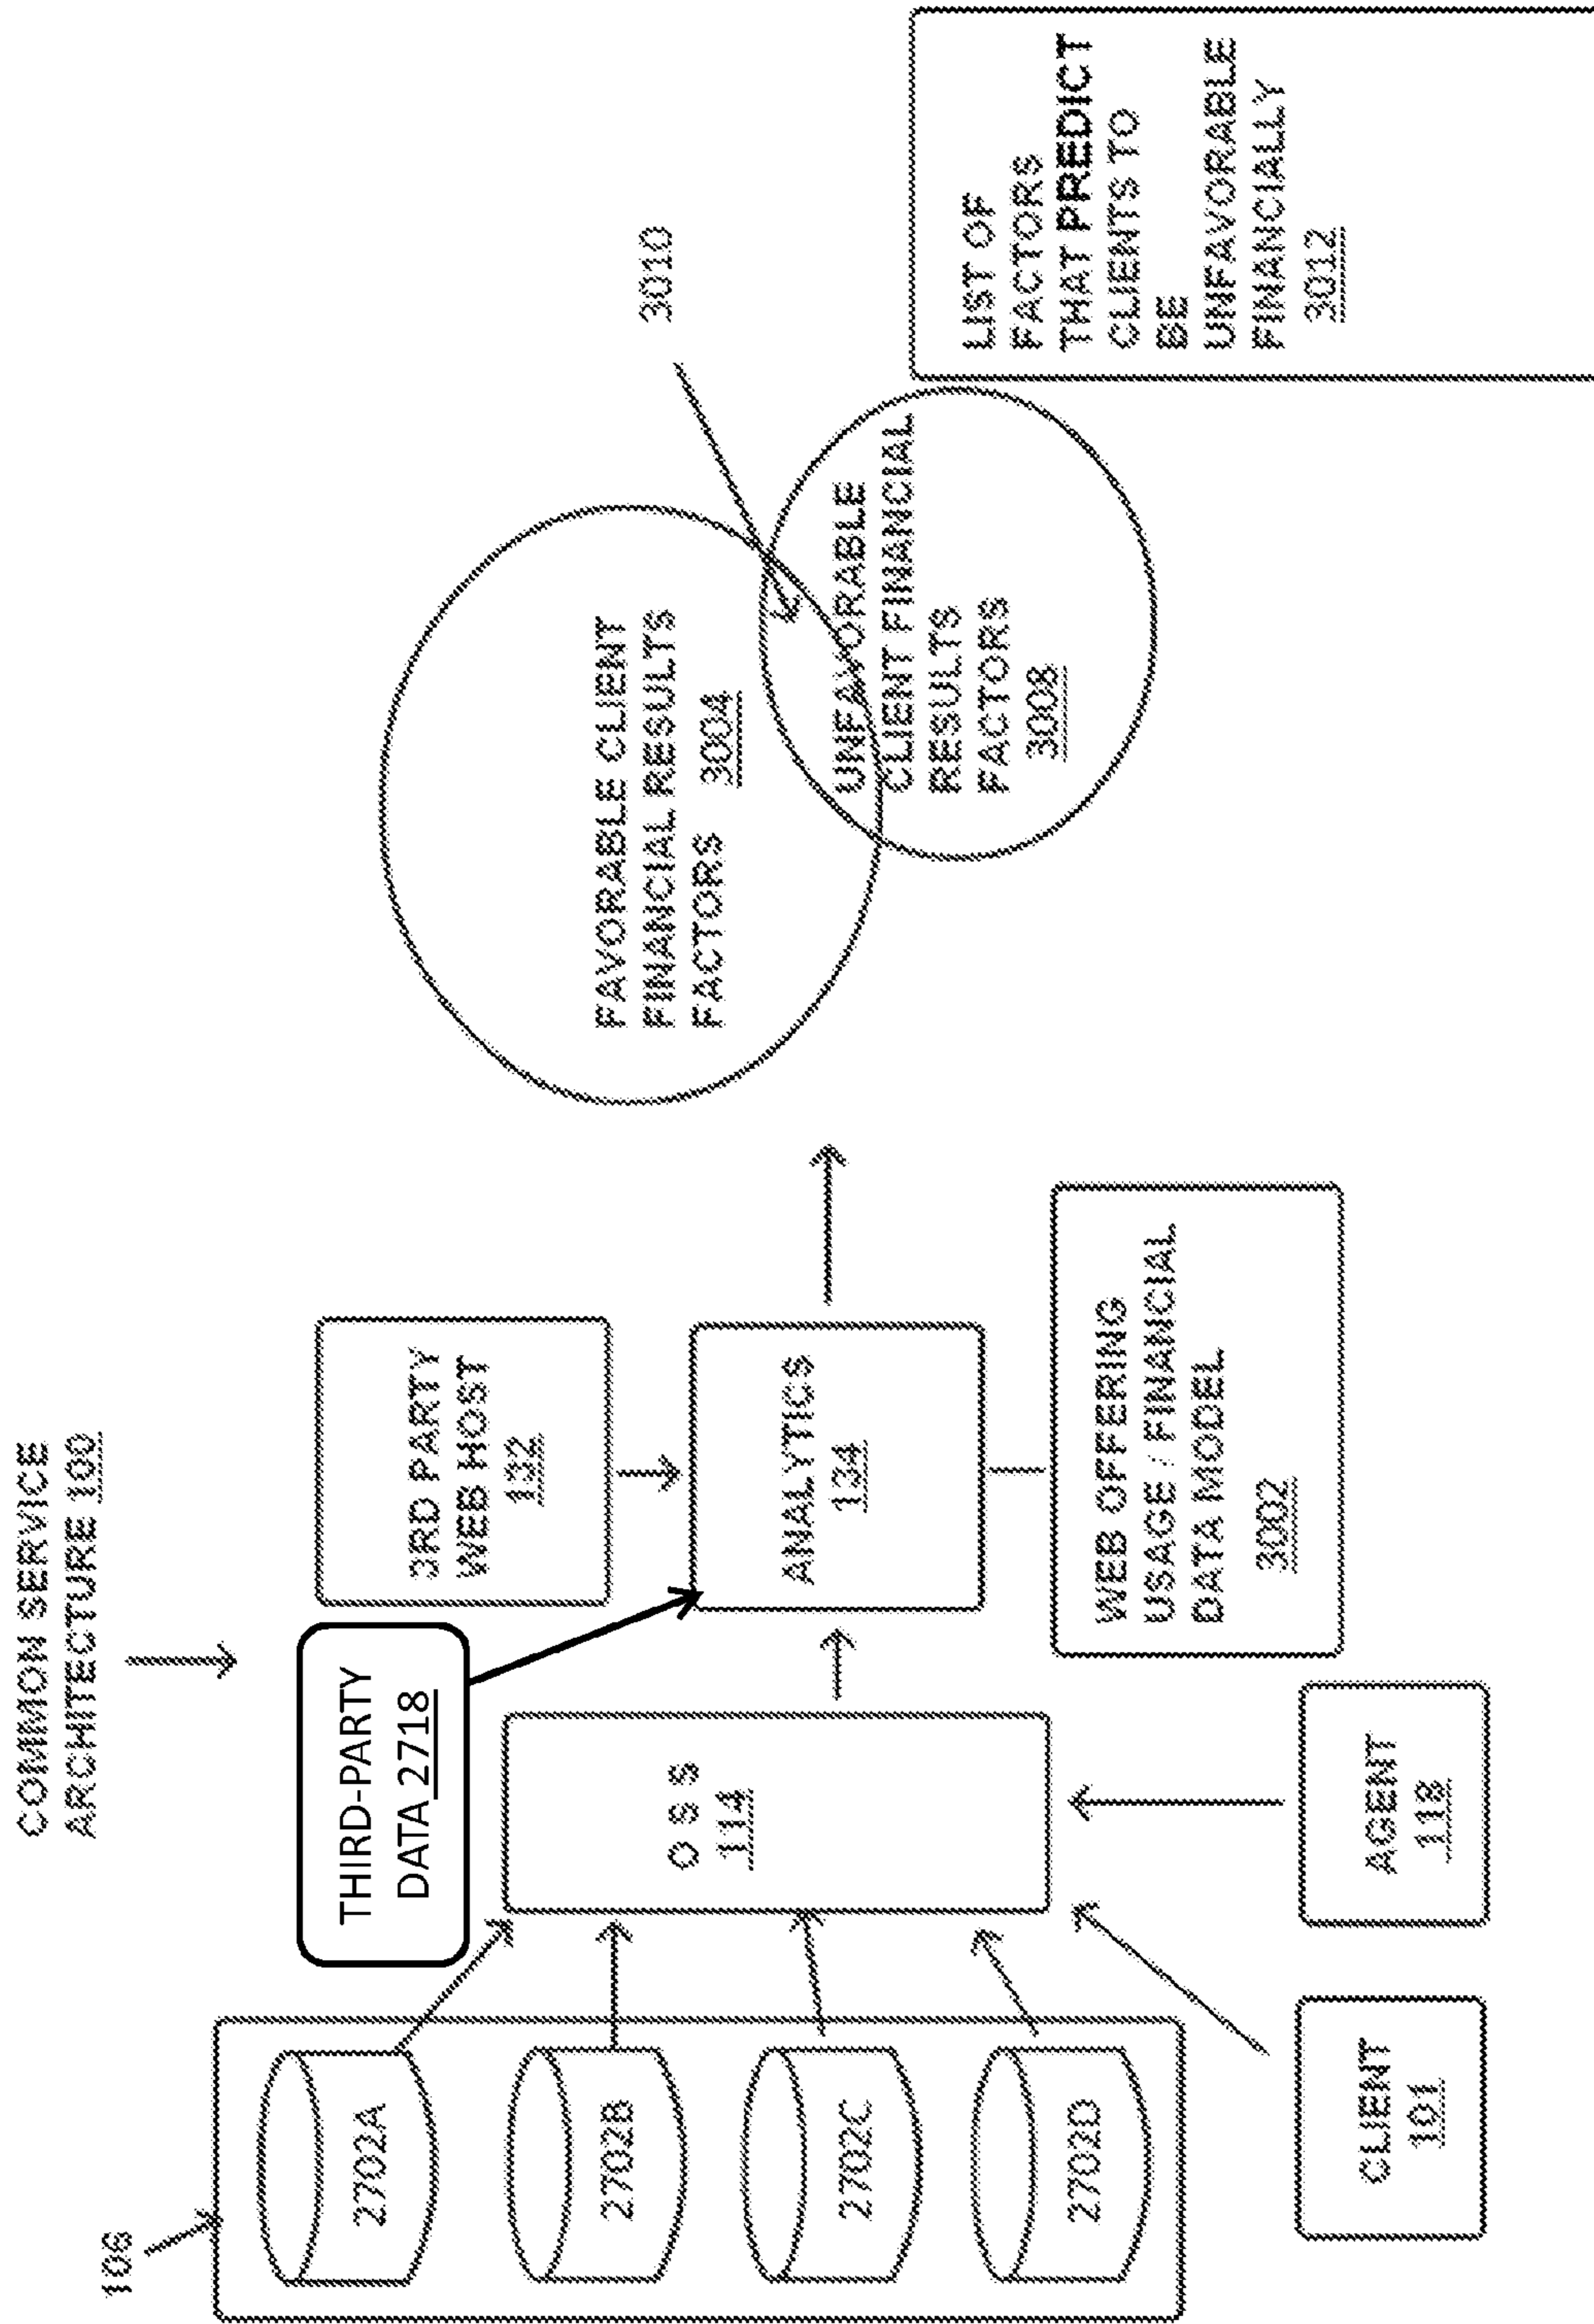 COMMON SERVICE
ARCHITECTURE 100
106
2702A
2702B
2702C
2702D
THIRD-PARTY
DATA 2718
3RD PARTY
WEB HOST
132
O S S
114
ANALYTICS
134
CLIENT
101
AGENT
118
WEB OFFERING
USAGE / FINANCIAL
DATA MODEL
3002
FAVORABLE CLIENT
FINANCIAL RESULTS
FACTORS 3004
3010
UNFAVORABLE
CLIENT FINANCIAL
RESULTS
FACTORS
3008
LIST OF
FACTORS
THAT PREDICT
CLIENTS TO
BE
UNFAVORABLE
FINANCIALLY
3012